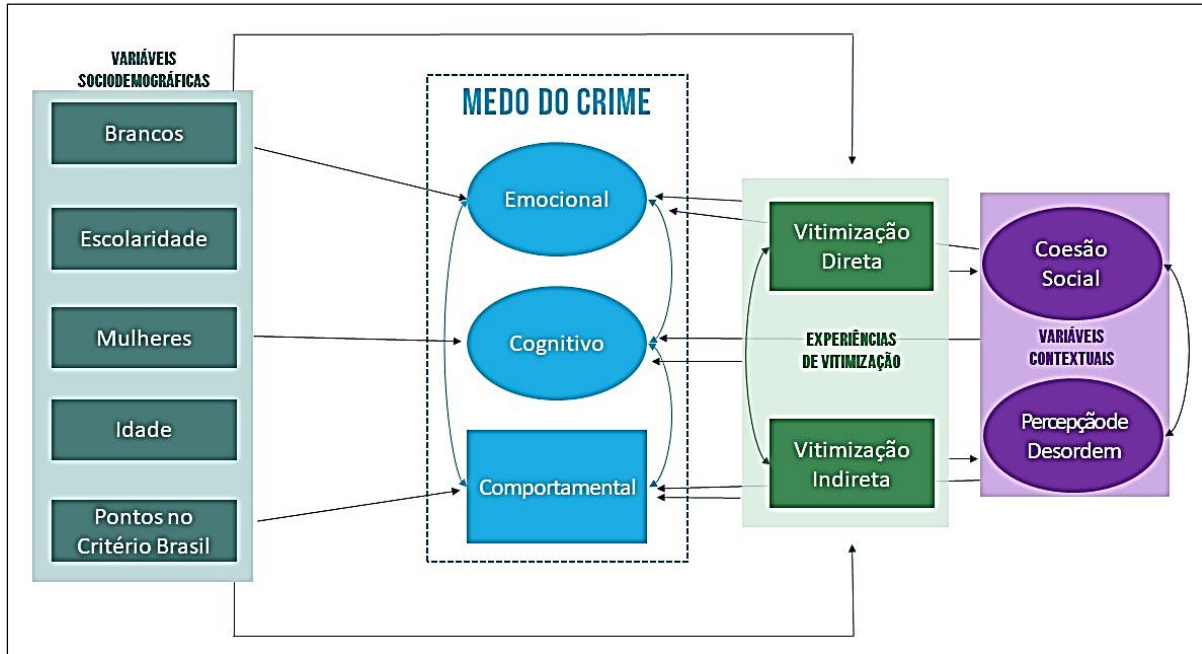 VARIÁVEIS
SOCIODEMOGRÁFICAS
Brancos
Escolaridade
Mulheres
Idade
Pontos no
Critério Brasil
MEDO DO CRIME
Emocional
Cognitivo
Comportamental
Vitimização
Direta
EXPERIÊNCIAS
DE VITIMIZAÇÃO
Vitimização
Indireta
Coesão
Social
VARIÁVEIS
CONTEXTUAIS
Percepção de
Desordem